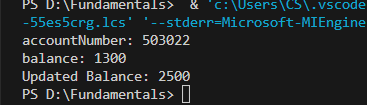 PS D:\Fundamentals>  & 'c:\Users\CS\.vscode
-55es5crg.lcs' '--stderr=Microsoft-MIEngine
accountNumber: 503022
balance: 1300
Updated Balance: 2500
PS D:\Fundamentals>